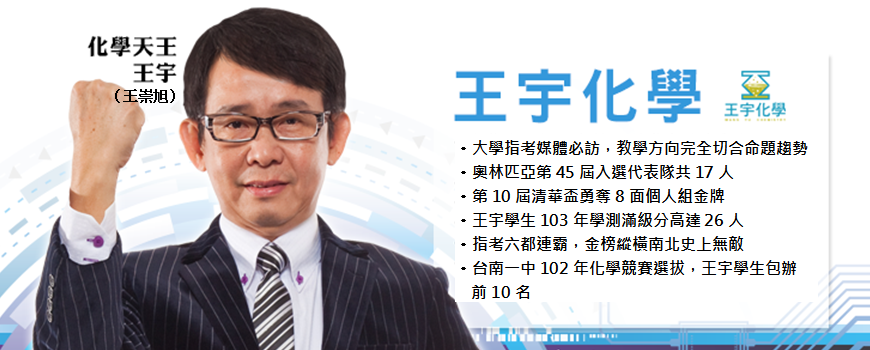 化學天王
王宇
（王崇旭）
王宇化學
王宇化學
WANG YU CHEMISTRY
• 大學指考媒體必訪，教學方向完全切合命題趨勢
• 奧林匹亞第 45 屆入選代表隊共 17 人
• 第 10 屆清華盃勇奪 8 面個人組金牌
• 王宇學生 103 年學測滿級分高達 26 人
• 指考六都連霸，金榜縱橫南北史上無敵
• 台南一中 102 年化學競賽選拔，王宇學生包辦
前 10 名